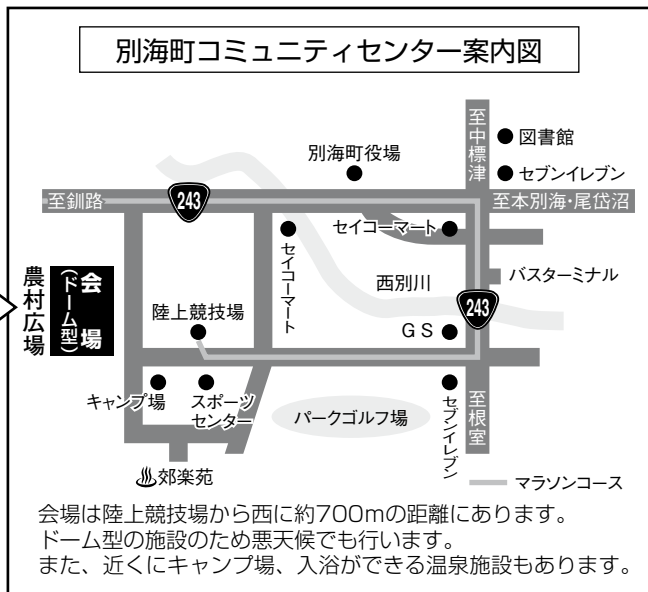 別海町コミュニティセンター案内図
至中標津
図書館
別海町役場
セブンイレブン
至釧路
243
至本別海・尾岱沼
セイコーマート
セイコーマート
西別川
バスターミナル
農村広場
会場
(ドーム型)
陸上競技場
243
GS
キャンプ場
スポーツ
センター
パークゴルフ場
セブンイレブン
至根室
郊楽苑
マラソンコース
会場は陸上競技場から西に約700mの距離にあります。
ドーム型の施設のため悪天候でも行います。
また、近くにキャンプ場、入浴ができる温泉施設もあります。